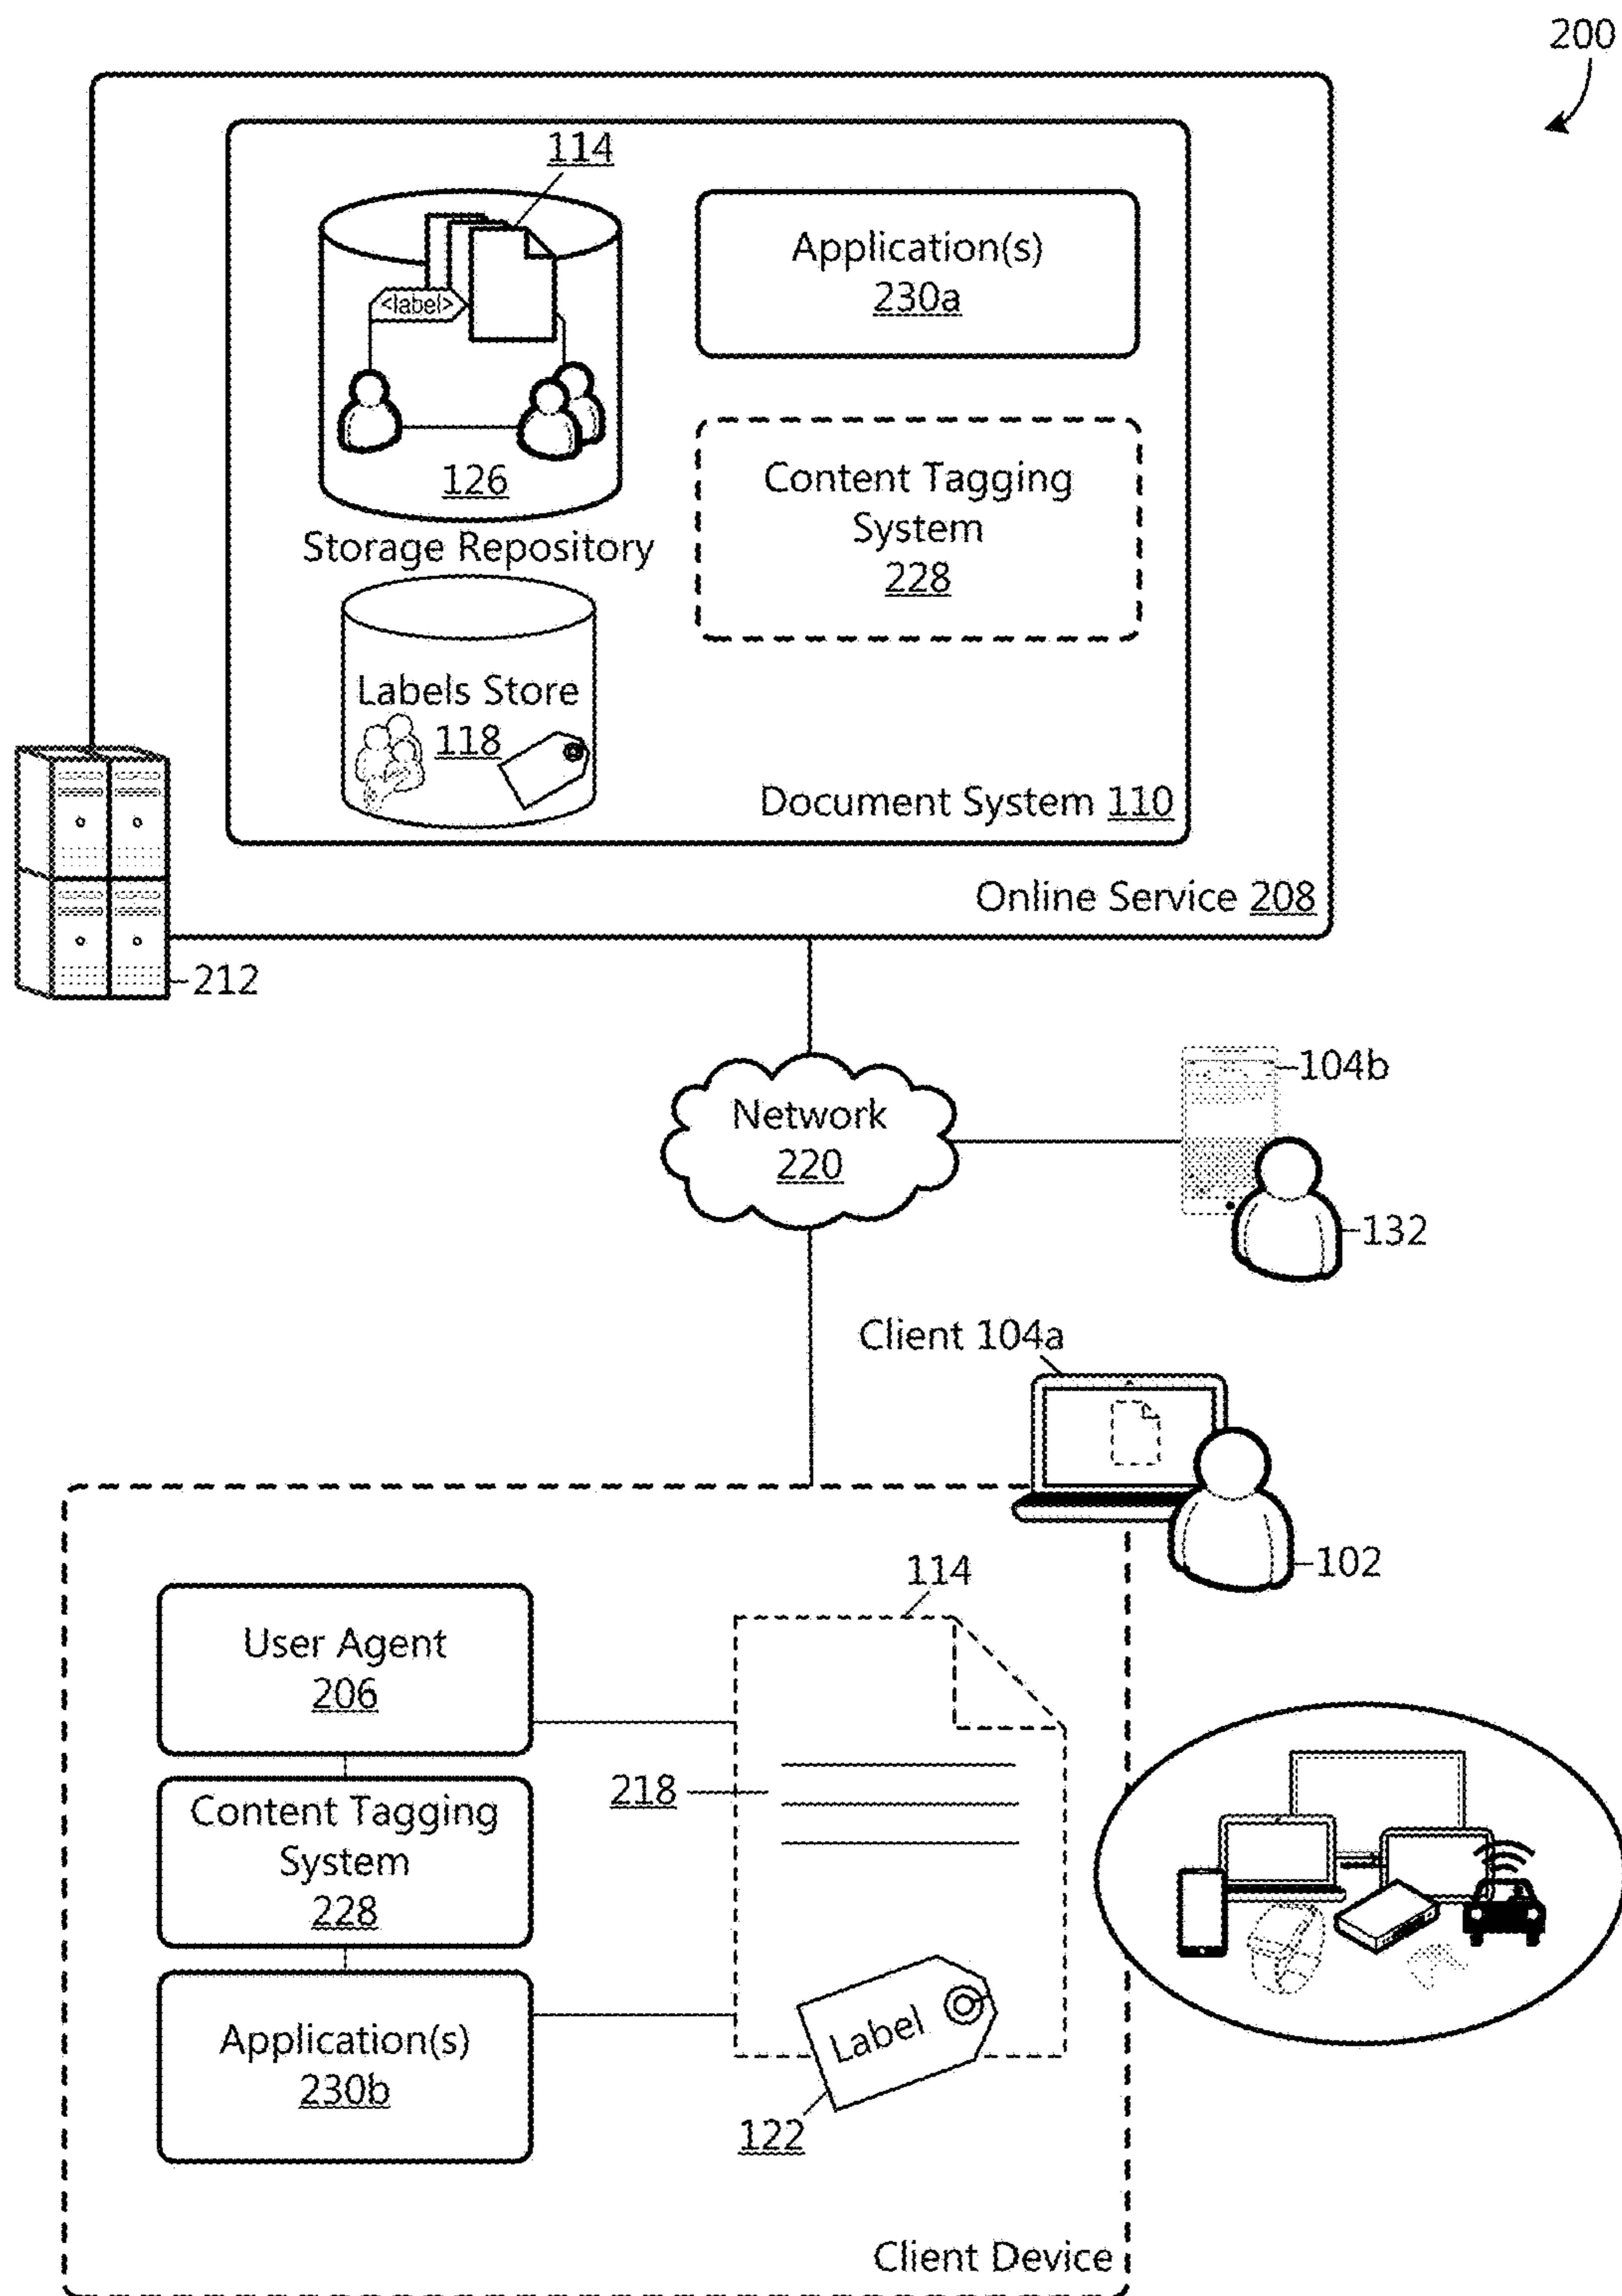 200
114
<label>
Application(s)
230a
126
Storage Repository
Content Tagging
System
228
Labels Store
118
Document System 110
Online Service 208
212
Network
220
104b
132
Client 104a
102
User Agent
206
114
218
Content Tagging
System
228
Application(s)
230b
Label
122
Client Device